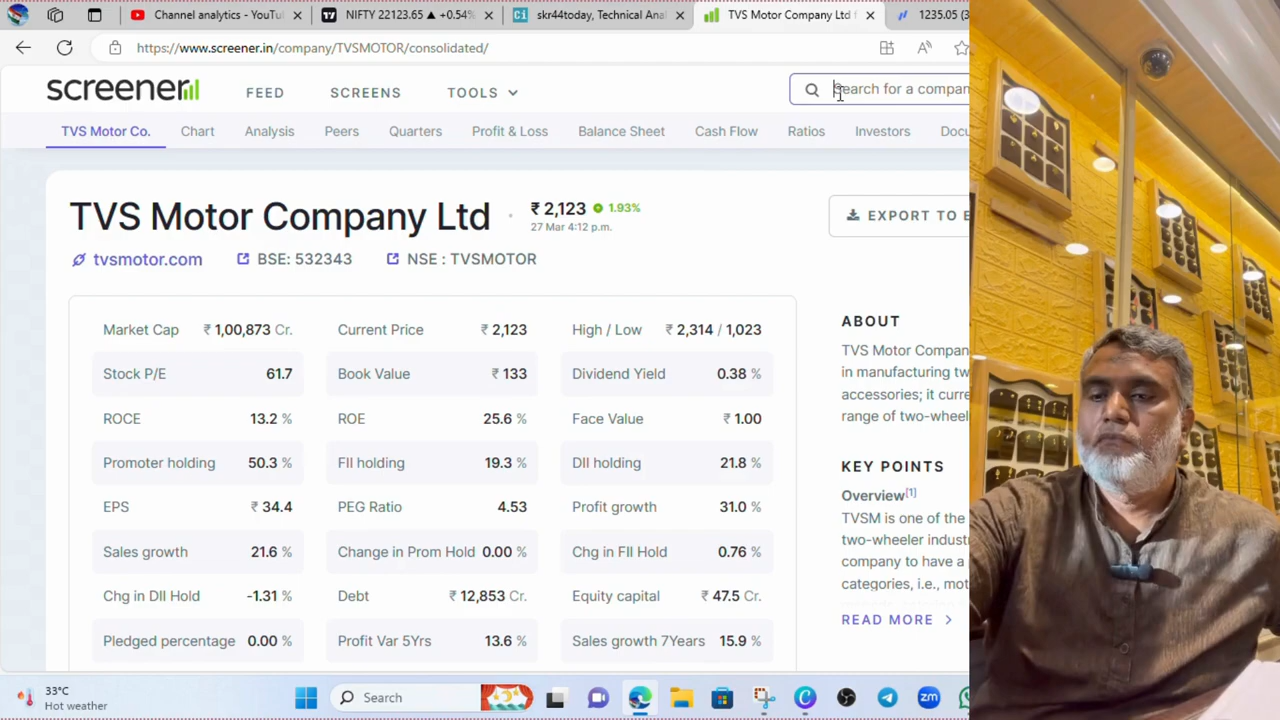 Channel analytics - YouTu
NIFTY 22123.65 ▲ +0.54%
skr44today, Technical Anal
TVS Motor Company Ltd f
1235.05 (3
https://www.screener.in/company/TVSMOTOR/consolidated/
screener
FEED SCREENS TOOLS
Search for a compan
TVS Motor Co. Chart Analysis Peers Quarters Profit & Loss Balance Sheet Cash Flow Ratios Investors Docu
TVS Motor Company Ltd
₹ 2,123 1.93%
27 Mar 4:12 p.m.
EXPORT TO E
tvsmotor.com BSE: 532343 NSE : TVSMOTOR
Market Cap ₹ 1,00,873 Cr. Current Price ₹ 2,123 High / Low ₹ 2,314 / 1,023
Stock P/E 61.7 Book Value ₹ 133 Dividend Yield 0.38 %
ROCE 13.2 % ROE 25.6 % Face Value ₹ 1.00
Promoter holding 50.3 % FII holding 19.3 % DII holding 21.8 %
EPS ₹ 34.4 PEG Ratio 4.53 Profit growth 31.0 %
Sales growth 21.6 % Change in Prom Hold 0.00 % Chg in FII Hold 0.76 %
Chg in DII Hold -1.31 % Debt ₹ 12,853 Cr. Equity capital ₹ 47.5 Cr.
Pledged percentage 0.00 % Profit Var 5Yrs 13.6 % Sales growth 7Years 15.9 %
ABOUT
TVS Motor Compan
in manufacturing tw
accessories; it curre
range of two-wheel
KEY POINTS
Overview[1]
TVSM is one of the
two-wheeler indust
company to have a
categories, i.e., mot
READ MORE
33°C
Hot weather
Search
zm